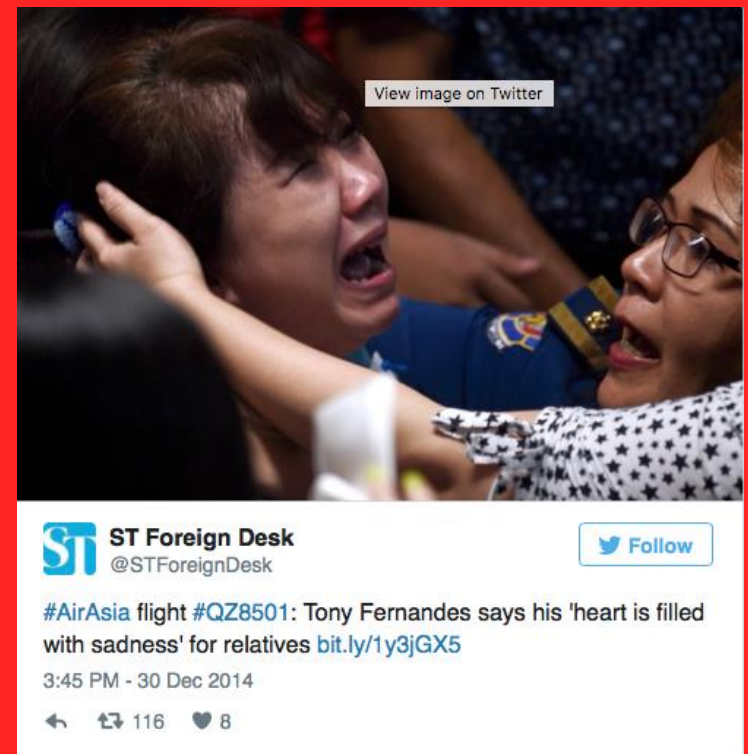 View image on Twitter
ST
ST Foreign Desk
@STForeignDesk
Follow
#AirAsia flight #QZ8501: Tony Fernandes says his 'heart is filled
with sadness' for relatives bit.ly/1y3jGX5
3:45 PM - 30 Dec 2014
116 8